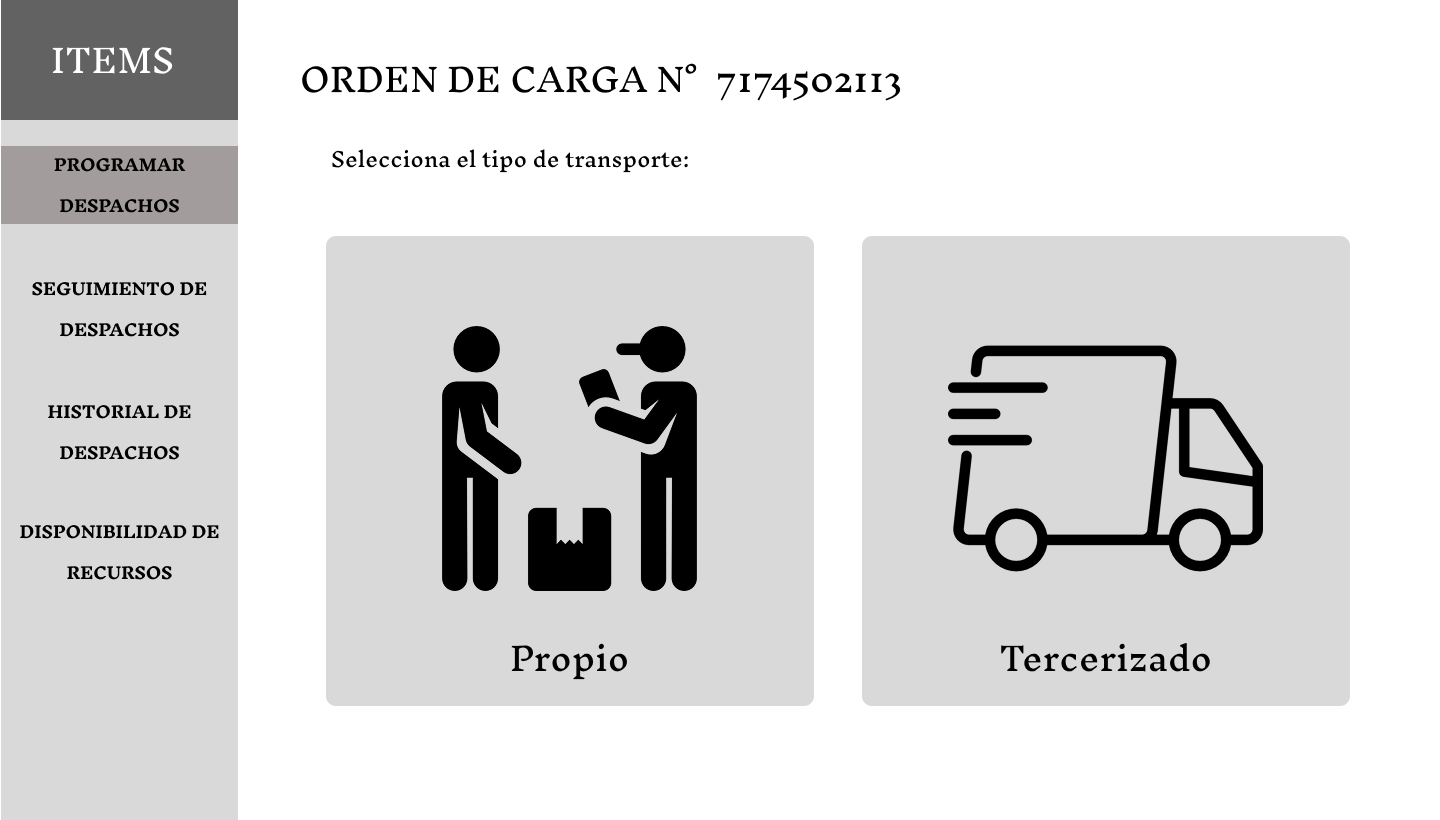 ITEMS
PROGRAMAR
DESPACHOS
SEGUIMIENTO DE
DESPACHOS
HISTORIAL DE
DESPACHOS
DISPONIBILIDAD DE
RECURSOS
ORDEN DE CARGA N° 7174502113
Selecciona el tipo de transporte:
Propio
Tercerizado